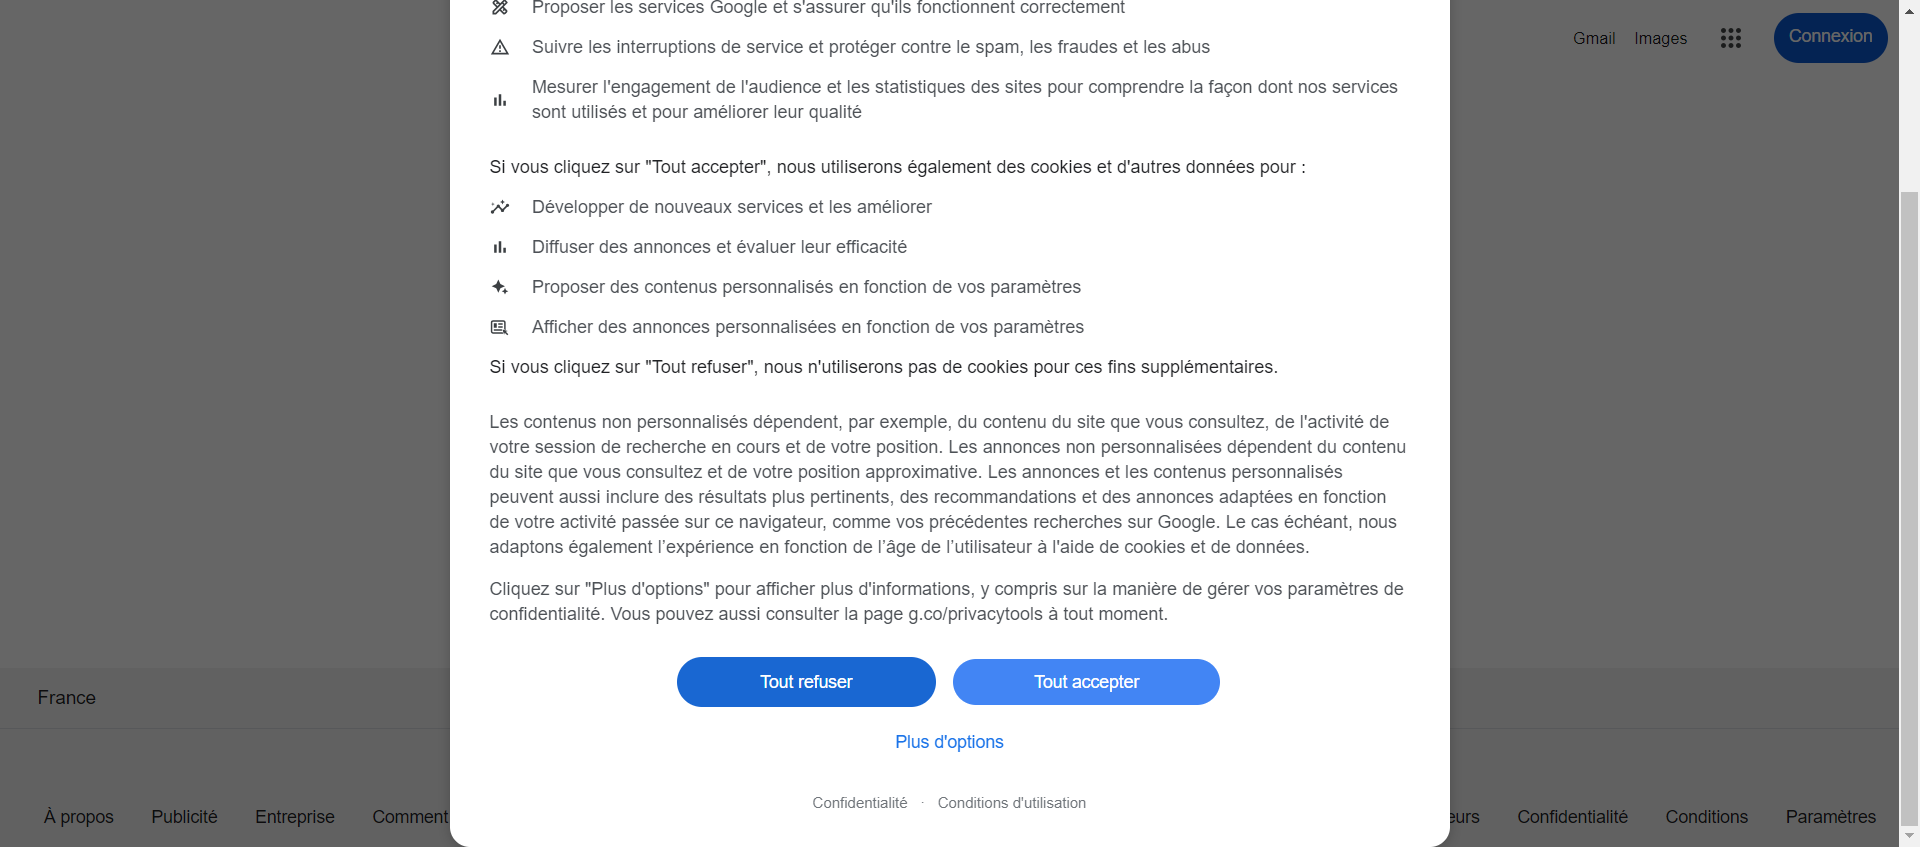 Proposer les services Google et s'assurer qu'ils fonctionnent correctement
Gmail Images Connexion
Suivre les interruptions de service et protéger contre le spam, les fraudes et les abus
Mesurer l'engagement de l'audience et les statistiques des sites pour comprendre la façon dont nos services
sont utilisés et pour améliorer leur qualité
Si vous cliquez sur "Tout accepter", nous utiliserons également des cookies et d'autres données pour :
Développer de nouveaux services et les améliorer
Diffuser des annonces et évaluer leur efficacité
Proposer des contenus personnalisés en fonction de vos paramètres
Afficher des annonces personnalisées en fonction de vos paramètres
Si vous cliquez sur "Tout refuser", nous n'utiliserons pas de cookies pour ces fins supplémentaires.
Les contenus non personnalisés dépendent, par exemple, du contenu du site que vous consultez, de l'activité de
votre session de recherche en cours et de votre position. Les annonces non personnalisées dépendent du contenu
du site que vous consultez et de votre position approximative. Les annonces et les contenus personnalisés
peuvent aussi inclure des résultats plus pertinents, des recommandations et des annonces adaptées en fonction
de votre activité passée sur ce navigateur, comme vos précédentes recherches sur Google. Le cas échéant, nous
adaptons également l’expérience en fonction de l’âge de l’utilisateur à l'aide de cookies et de données.
Cliquez sur "Plus d'options" pour afficher plus d'informations, y compris sur la manière de gérer vos paramètres de
confidentialité. Vous pouvez aussi consulter la page g.co/privacytools à tout moment.
Tout refuser Tout accepter
France
Plus d'options
Confidentialité · Conditions d'utilisation
À propos Publicité Entreprise Comment eurs Confidentialité Conditions Paramètres